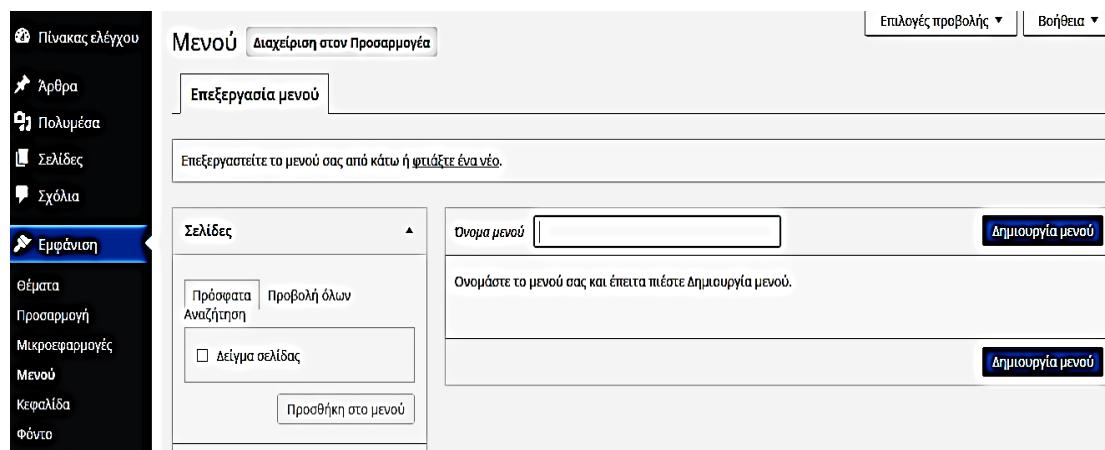 Πίνακας ελέγχου
Άρθρα
Πολυμέσα
Σελίδες
Σχόλια
Εμφάνιση
Θέματα
Προσαρμογή
Μικροεφαρμογές
Μενού
Κεφαλίδα
Φόντο
Επιλογές προβολής ▼ Βοήθεια ▼
Μενού Διαχείριση στον Προσαρμογέα
Επεξεργασία μενού
Επεξεργαστείτε το μενού σας από κάτω ή φτιάξτε ένα νέο.
Σελίδες ▲
Πρόσφατα Προβολή όλων
Αναζήτηση
Δείγμα σελίδας
Προσθήκη στο μενού
Όνομα μενού Δημιουργία μενού
Ονομάστε το μενού σας και έπειτα πιέστε Δημιουργία μενού.
Δημιουργία μενού